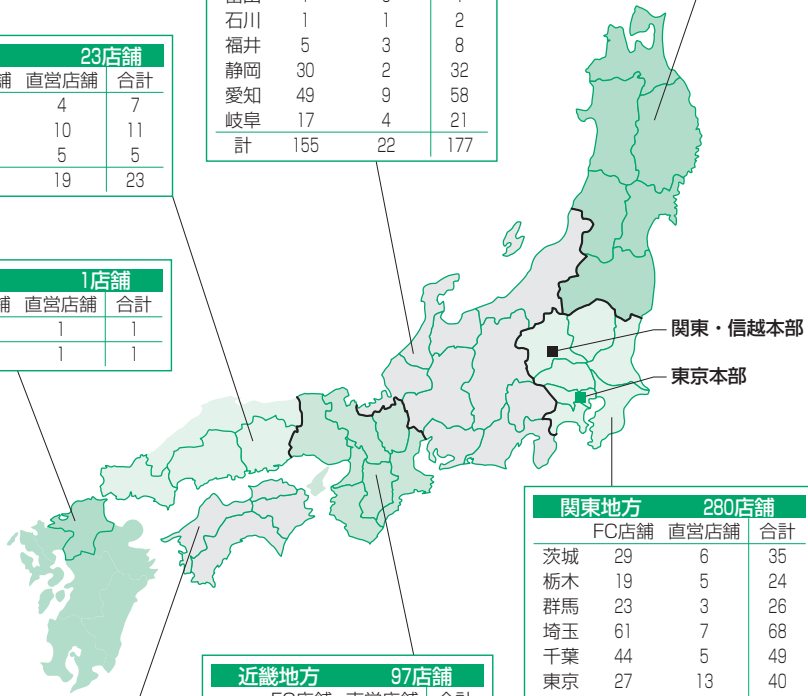 石川 1 1 2
福井 5 3 8
静岡 30 2 32
愛知 49 9 58
岐阜 17 4 21
計 155 22 177
23店舗
舗 直営店舗 合計
4 7
10 11
5 5
19 23
1店舗
舗 直営店舗 合計
1 1
1 1
関東・信越本部
東京本部
関東地方 280店舗
FC店舗 直営店舗 合計
茨城 29 6 35
栃木 19 5 24
群馬 23 3 26
埼玉 61 7 68
千葉 44 5 49
東京 27 13 40
近畿地方 97店舗